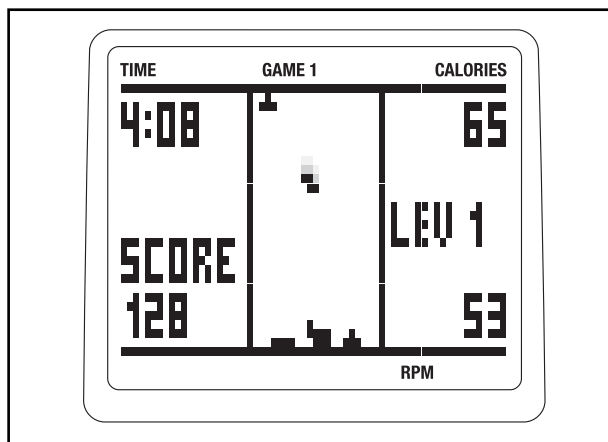 TIME GAME 1 CALORIES
4:08 65
LEV 1
SCORE
128 53
RPM